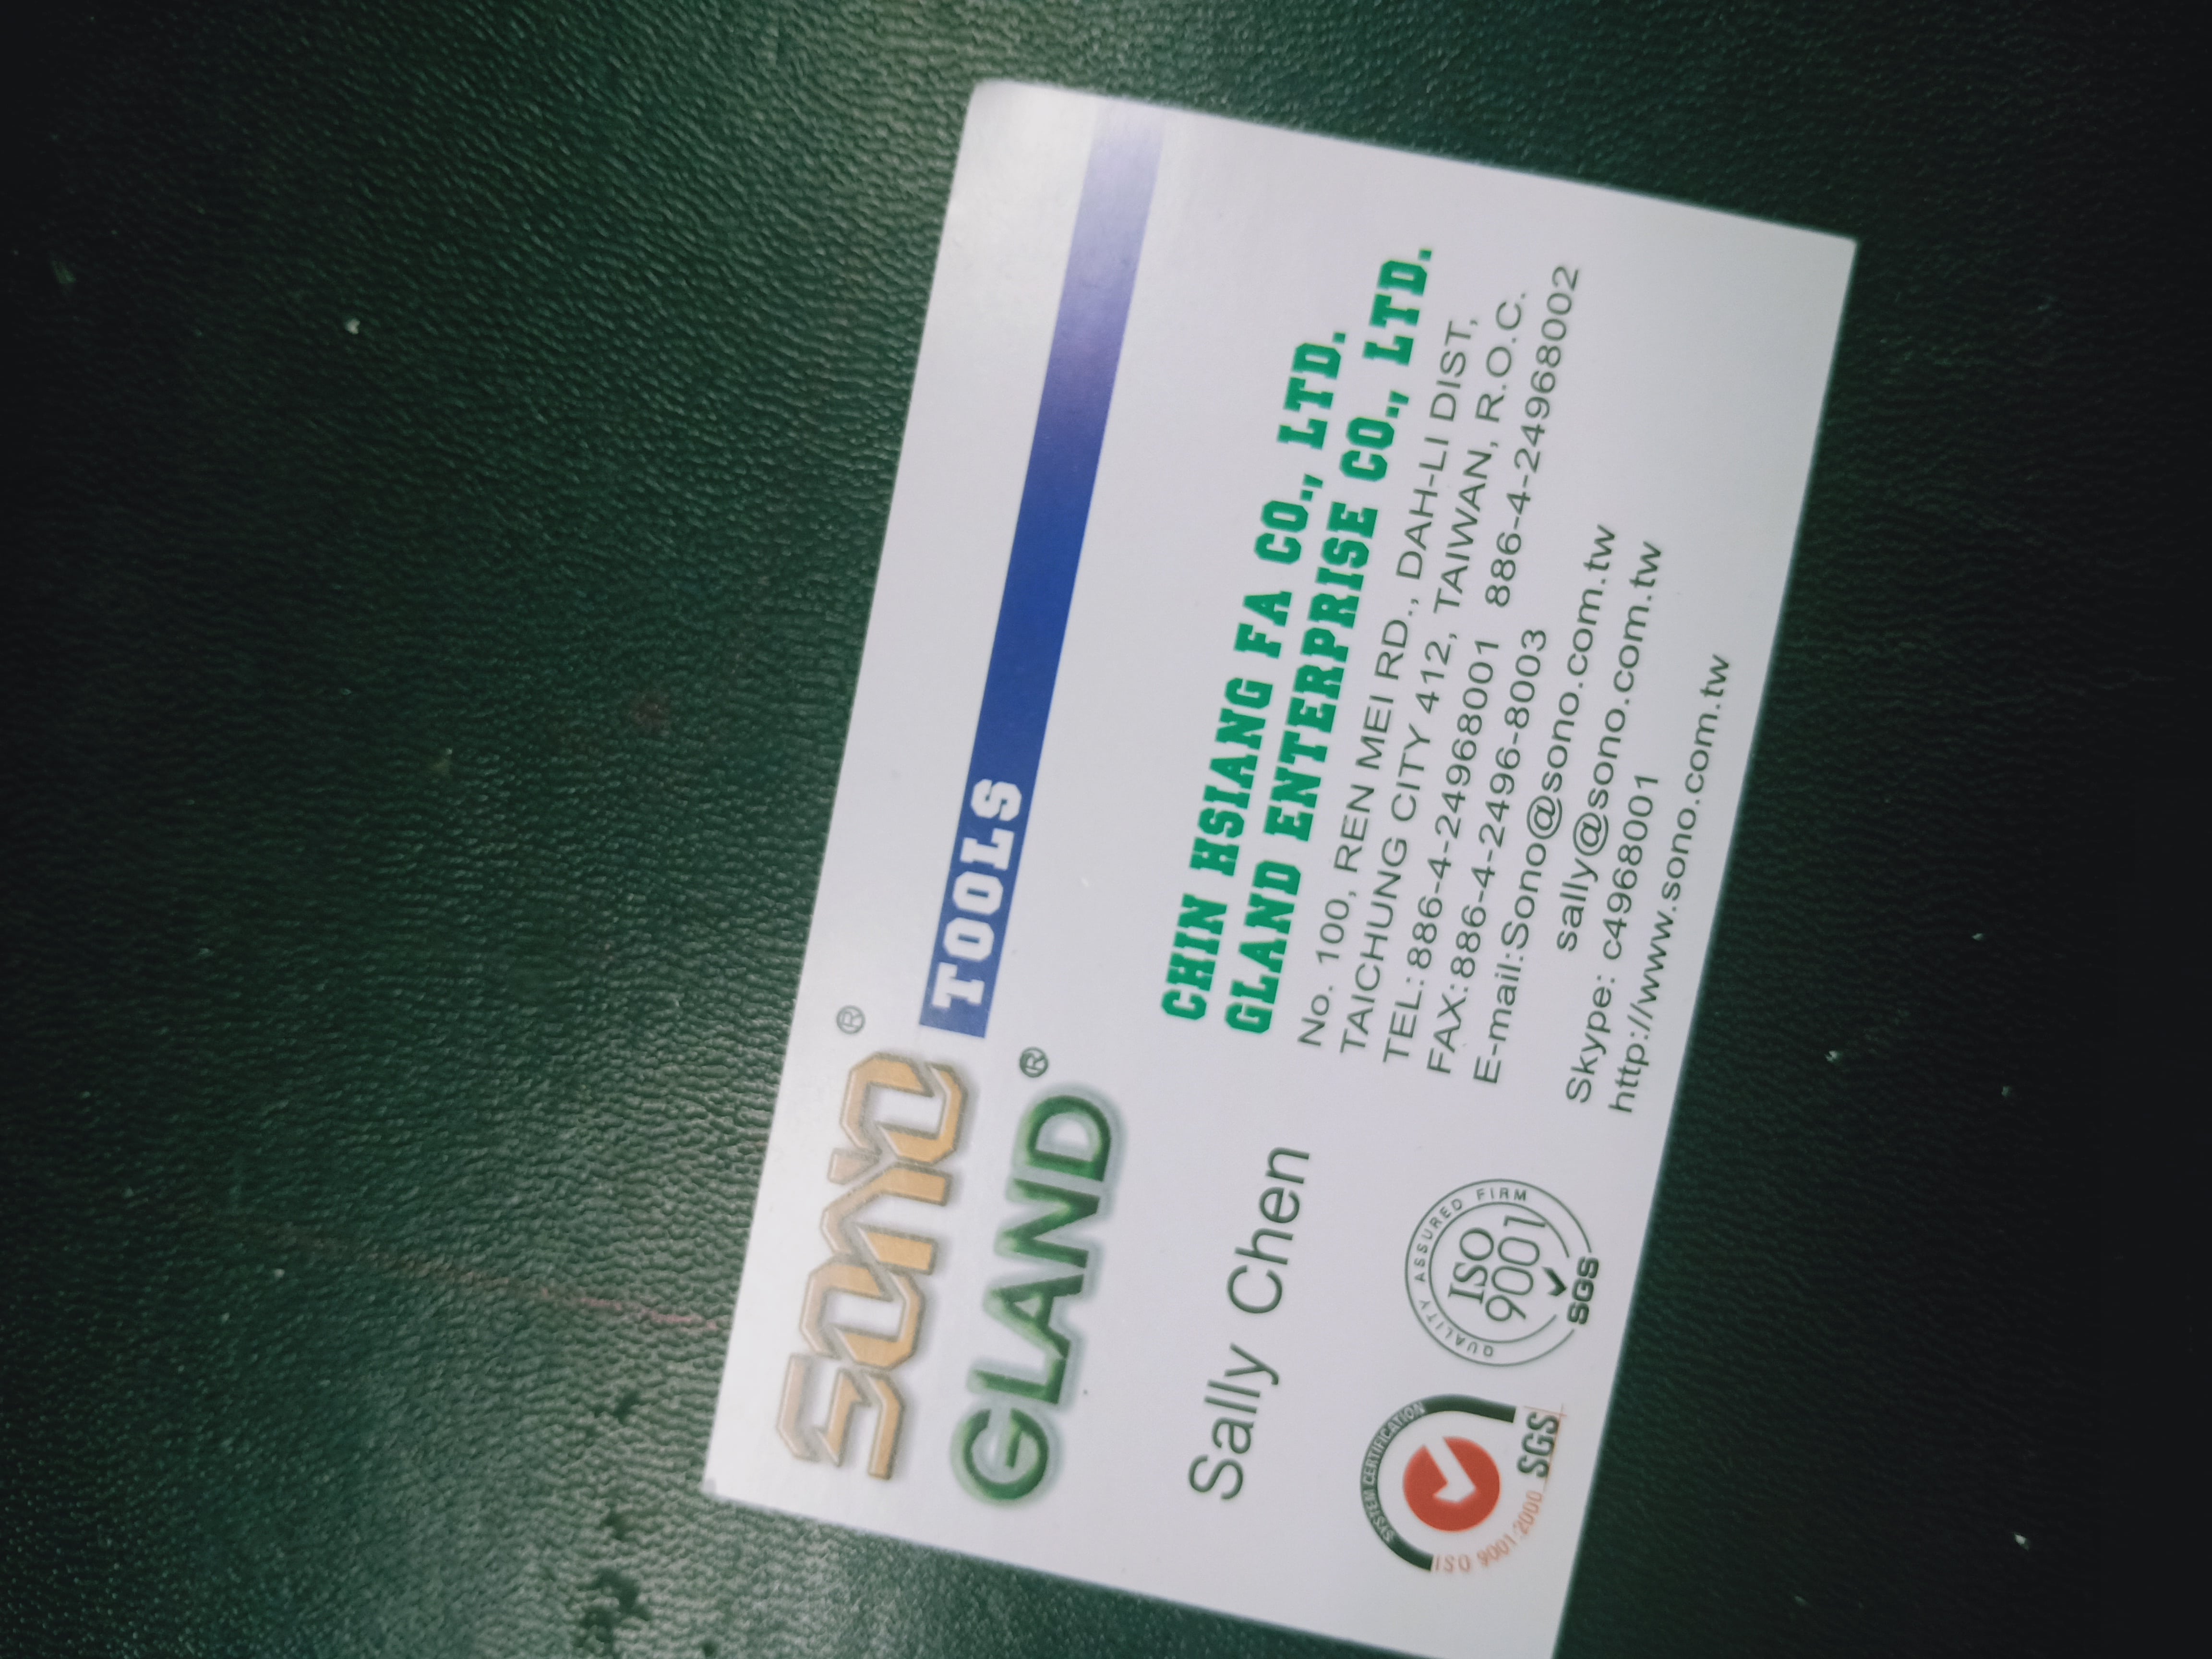 SONO ® TOOLS
GLAND ®
CHIN HSIANG FA CO., LTD.
GLAND ENTERPRISE CO., LTD.
Sally Chen
No. 100, REN MEI RD., DAH-LI DIST,
TAICHUNG CITY 412, TAIWAN, R.O.C.
TEL: 886-4-24968001 886-4-24968002
FAX:886-4-2496-8003
E-mail:Sono@sono.com.tw
sally@sono.com.tw
Skype: c4968001
http://www.sono.com.tw
SYSTEM CERTIFICATION
ISO 9001:2000
SGS
QUALITY ASSURED FIRM
ISO
9001
SGS